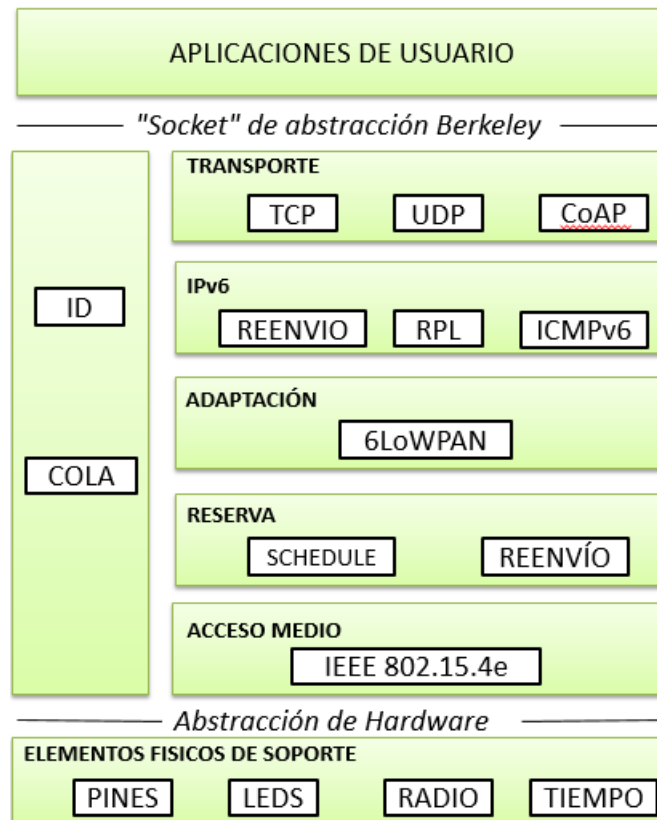 APLICACIONES DE USUARIO
"Socket" de abstracción Berkeley
ID
COLA
TRANSPORTE
TCP UDP CoAP
IPv6
REENVIO RPL ICMPv6
ADAPTACIÓN
6LoWPAN
RESERVA
SCHEDULE REENVÍO
ACCESO MEDIO
IEEE 802.15.4e
Abstracción de Hardware
ELEMENTOS FISICOS DE SOPORTE
PINES LEDS RADIO TIEMPO